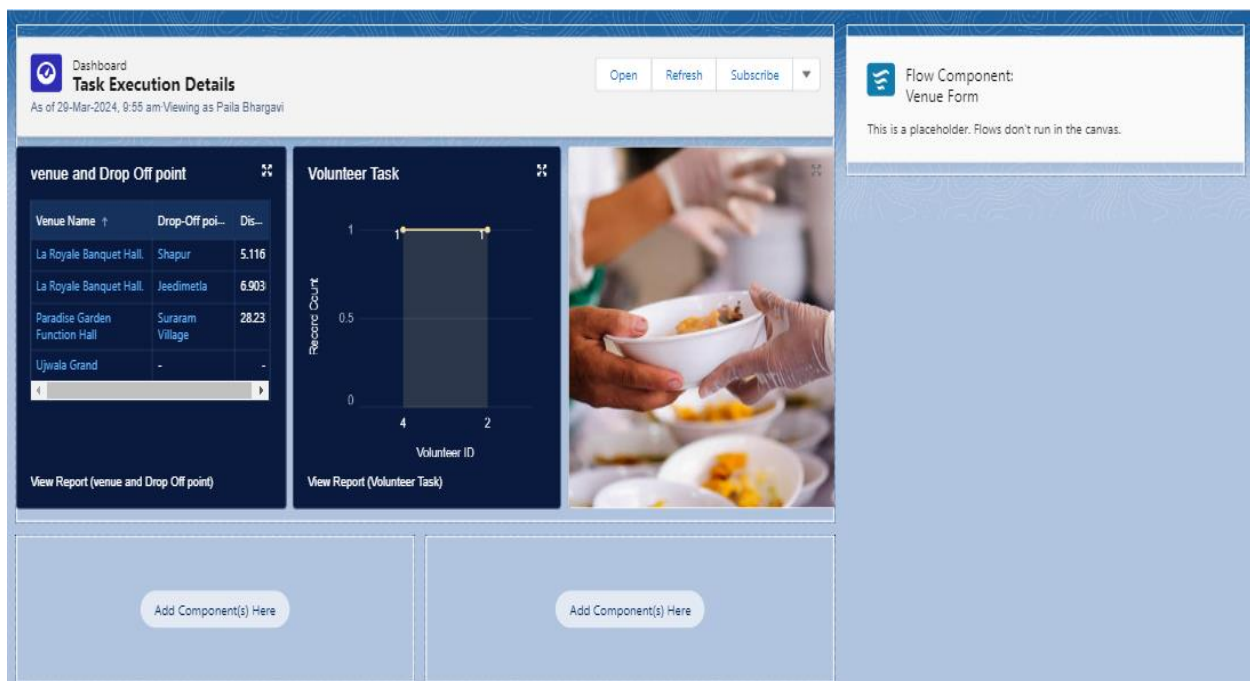 Dashboard
Task Execution Details
As of 29-Mar-2024, 9:55 am·Viewing as Paila Bhargavi
Open Refresh Subscribe
Flow Component:
Venue Form
This is a placeholder. Flows don't run in the canvas.
venue and Drop Off point
Venue Name ↑ Drop-Off poi... Dis...
La Royale Banquet Hall. Shapur 5.116
La Royale Banquet Hall. Jeedimetla 6.903
Paradise Garden Function Hall Suraram Village 28.23
Ujwala Grand - -
View Report (venue and Drop Off point)
Volunteer Task
1
1 1
0.5
0
Record Count
4 2
Volunteer ID
View Report (Volunteer Task)
Add Component(s) Here
Add Component(s) Here